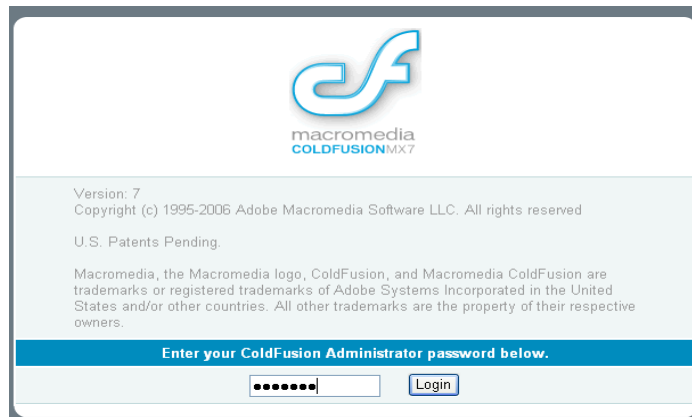 cf
macromedia
COLDFUSIONMX7
Version: 7
Copyright (c) 1995-2006 Adobe Macromedia Software LLC. All rights reserved
U.S. Patents Pending.
Macromedia, the Macromedia logo, ColdFusion, and Macromedia ColdFusion are
trademarks or registered trademarks of Adobe Systems Incorporated in the United
States and/or other countries. All other trademarks are the property of their respective
owners.
Enter your ColdFusion Administrator password below.
●●●●●●● Login